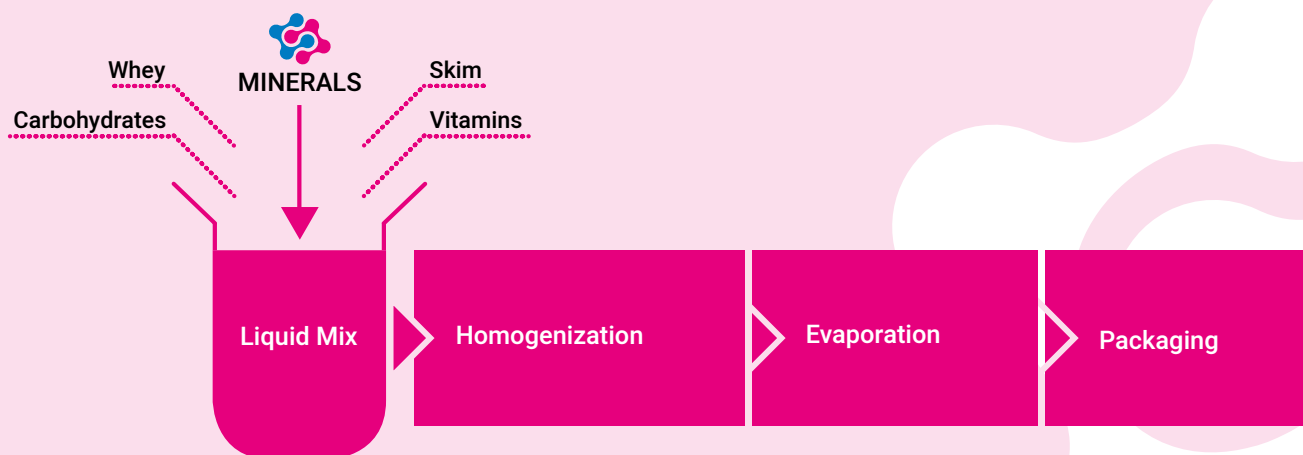 Whey
MINERALS
Skim
Carbohydrates
Vitamins
Liquid Mix
Homogenization
Evaporation
Packaging